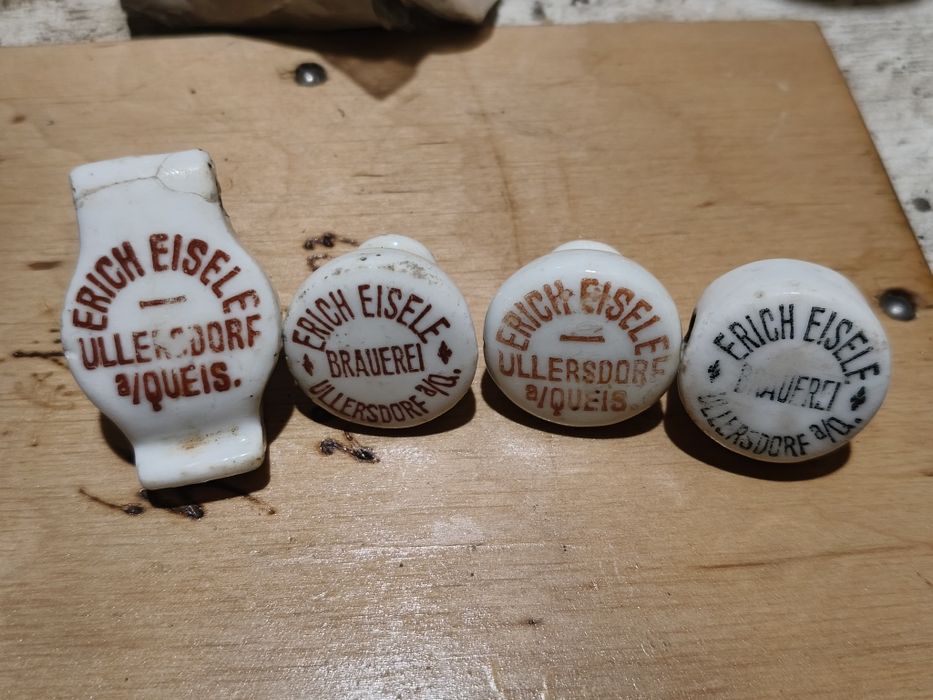 ERICH EISELE
ULLERSDORF
a/QUEIS.
ERICH EISELE
BRAUEREI
ULLERSDORF a/Q.
ERICH EISELE
ULLERSDORF
a/QUEIS.
ERICH EISELE
BRAUEREI
ULLERSDORF a/Q.